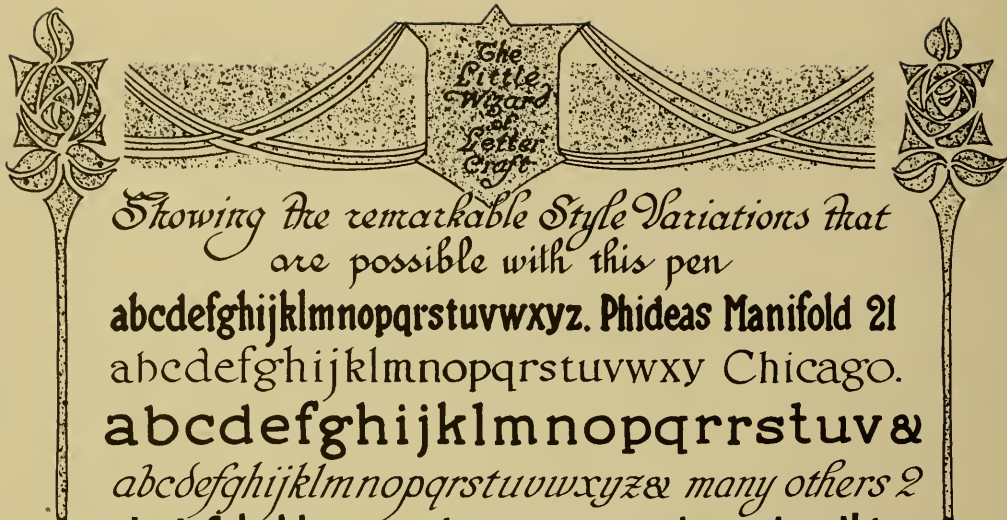 The
Little
Wizard
of
Letter
Craft
Showing the remarkable Style Variations that
are possible with this pen
abcdefghijklmnopqrstuvwxyz. Phideas Manifold 21
abcdefghijklmnopqrstuvwxy Chicago.
abcdefghijklmnopqrrstuv&
abcdefghijklmnopqrstuvwxyz& many others 2